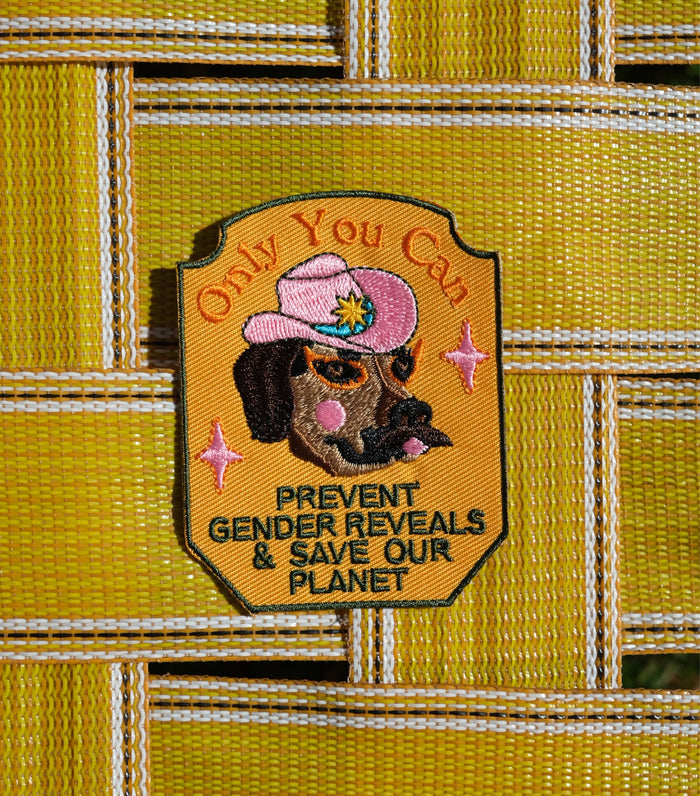 Only You Can
PREVENT
GENDER REVEALS
& SAVE OUR
PLANET